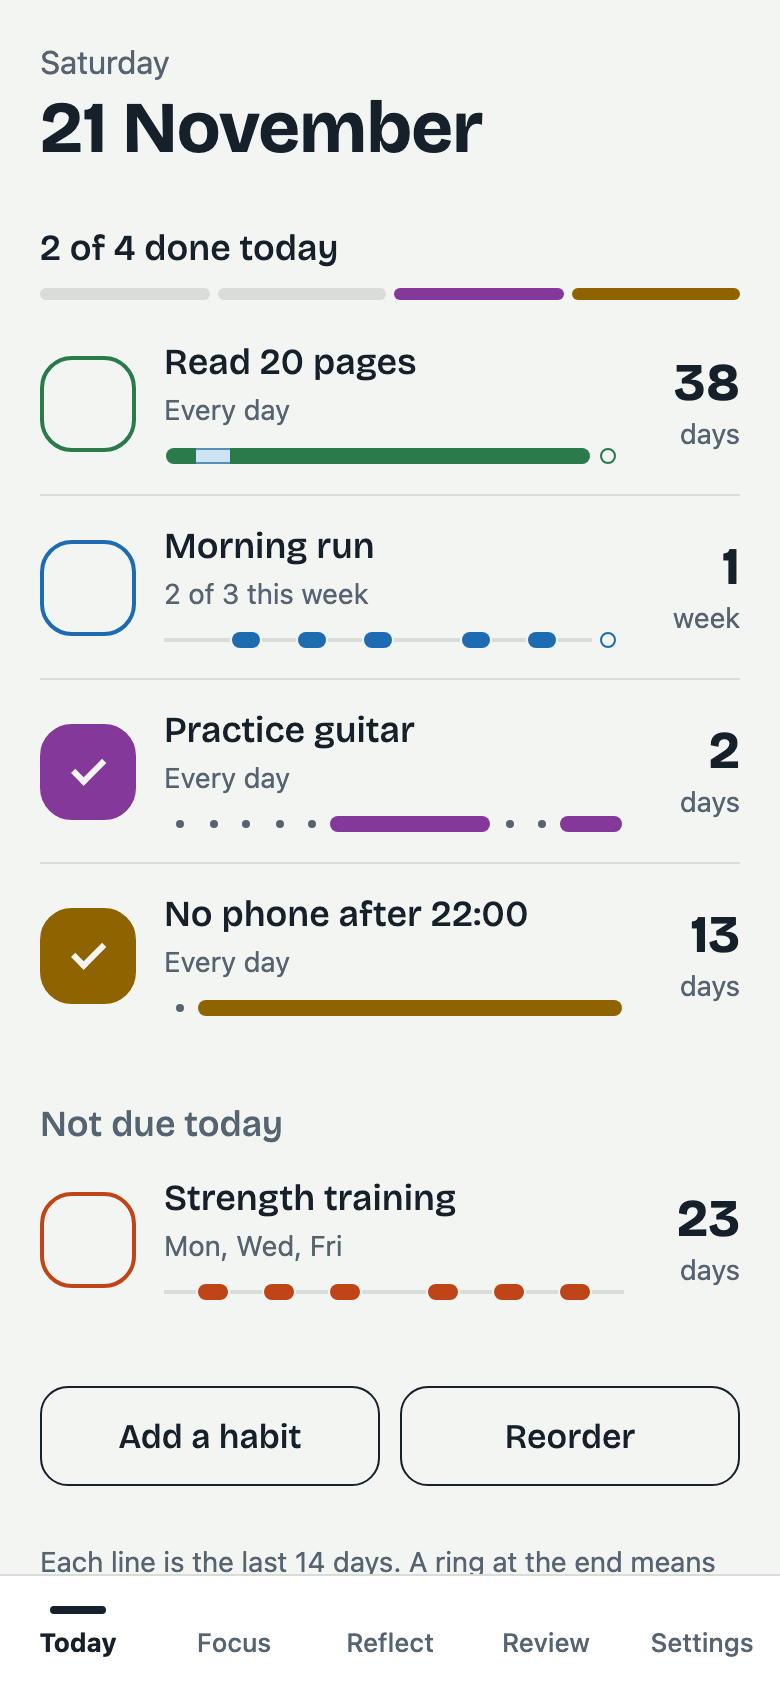 Saturday
21 November
2 of 4 done today
Read 20 pages
Every day
38
days
Morning run
2 of 3 this week
1
week
Practice guitar
Every day
2
days
No phone after 22:00
Every day
13
days
Not due today
Strength training
Mon, Wed, Fri
23
days
Add a habit
Reorder
Each line is the last 14 days. A ring at the end means
Today
Focus
Reflect
Review
Settings